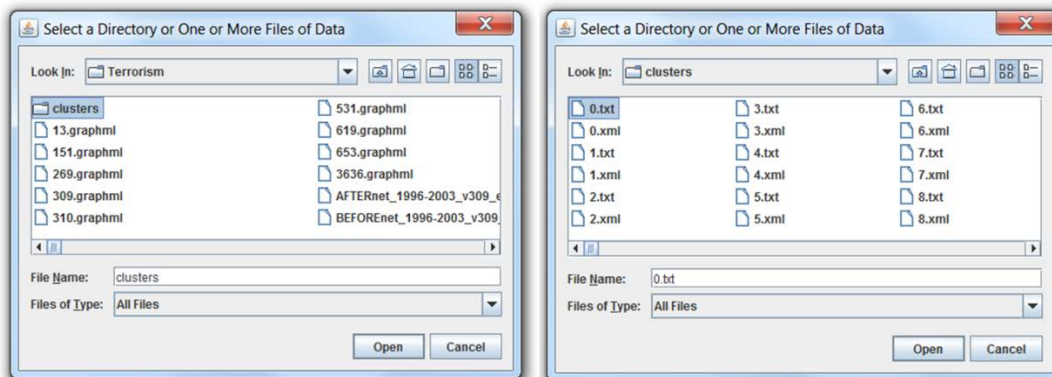 Select a Directory or One or More Files of Data
Look In: Terrorism
clusters 531.graphml
13.graphml 619.graphml
151.graphml 653.graphml
269.graphml 3636.graphml
309.graphml AFTERnet_1996-2003_v309_e
310.graphml BEFOREnet_1996-2003_v309_
File Name: clusters
Files of Type: All Files
Open Cancel
Select a Directory or One or More Files of Data
Look In: clusters
0.txt 3.txt 6.txt
0.xml 3.xml 6.xml
1.txt 4.txt 7.txt
1.xml 4.xml 7.xml
2.txt 5.txt 8.txt
2.xml 5.xml 8.xml
File Name: 0.txt
Files of Type: All Files
Open Cancel